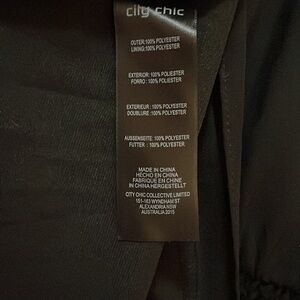 city chic
OUTER:100% POLYESTER
LINING:100% POLYESTER
EXTERIOR: 100% POLIESTER
FORRO: 100% POLIESTER
EXTERIEUR: 100% POLYESTER
DOUBLURE :100% POLYESTER
AUSSENSEITE: 100% POLYESTER
FUTTER : 100% POLYESTER
MADE IN CHINA
HECHO EN CHINA
FABRIQUE EN CHINE
IN CHINA HERGESTELLT
CITY CHIC COLLECTIVE LIMITED
151-163 WYNDHAM ST
ALEXANDRIA NSW
AUSTRALIA 2015